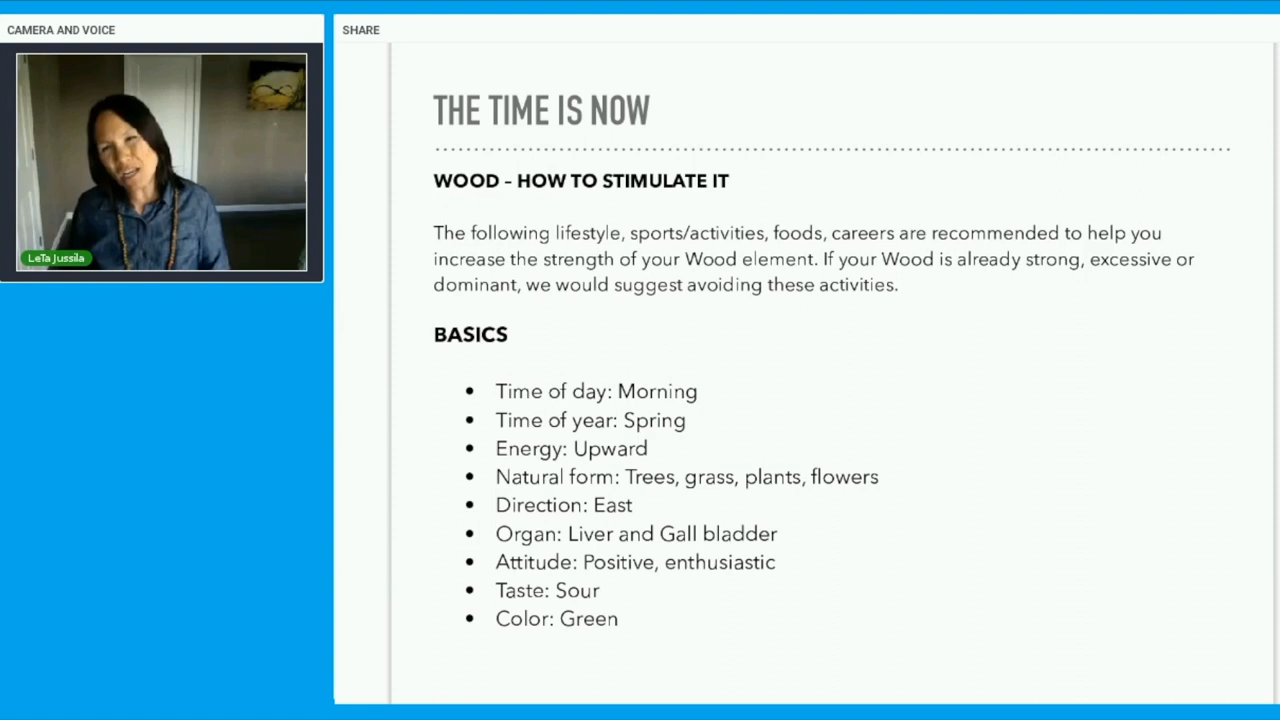 CAMERA AND VOICE
LeTa Jussila
SHARE
THE TIME IS NOW
WOOD – HOW TO STIMULATE IT
The following lifestyle, sports/activities, foods, careers are recommended to help you
increase the strength of your Wood element. If your Wood is already strong, excessive or
dominant, we would suggest avoiding these activities.
BASICS
• Time of day: Morning
• Time of year: Spring
• Energy: Upward
• Natural form: Trees, grass, plants, flowers
• Direction: East
• Organ: Liver and Gall bladder
• Attitude: Positive, enthusiastic
• Taste: Sour
• Color: Green